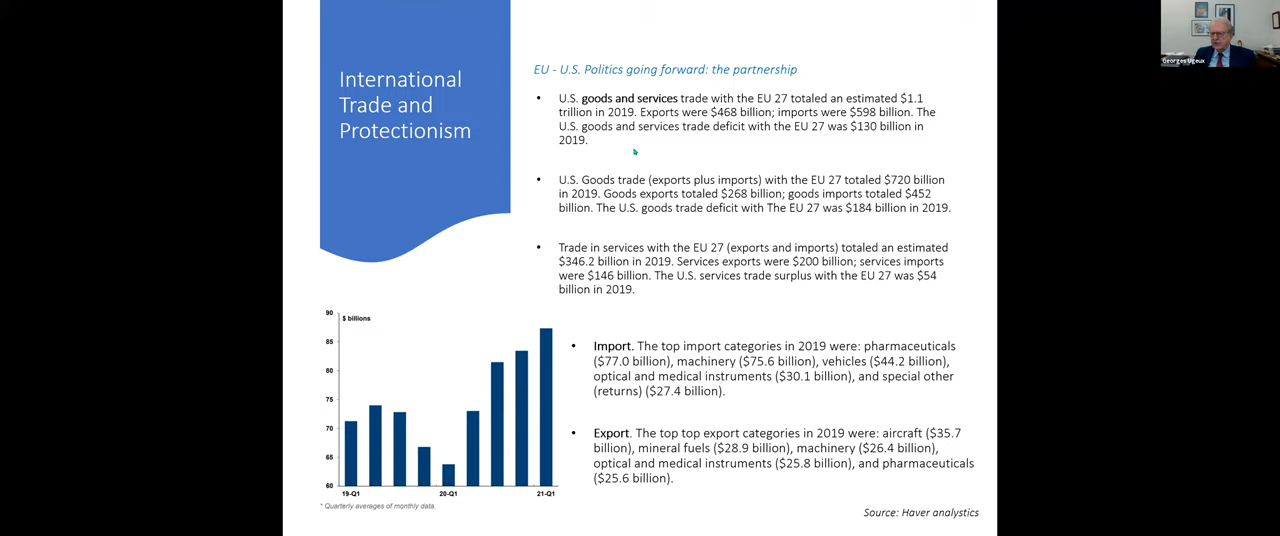 International
Trade and
Protectionism
EU - U.S. Politics going forward: the partnership
• U.S. goods and services trade with the EU 27 totaled an estimated $1.1
trillion in 2019. Exports were $468 billion; imports were $598 billion. The
U.S. goods and services trade deficit with the EU 27 was $130 billion in
2019.
• U.S. Goods trade (exports plus imports) with the EU 27 totaled $720 billion
in 2019. Goods exports totaled $268 billion; goods imports totaled $452
billion. The U.S. goods trade deficit with The EU 27 was $184 billion in 2019.
• Trade in services with the EU 27 (exports and imports) totaled an estimated
$346.2 billion in 2019. Services exports were $200 billion; services imports
were $146 billion. The U.S. services trade surplus with the EU 27 was $54
billion in 2019.
• Import. The top import categories in 2019 were: pharmaceuticals
($77.0 billion), machinery ($75.6 billion), vehicles ($44.2 billion),
optical and medical instruments ($30.1 billion), and special other
(returns) ($27.4 billion).
• Export. The top top export categories in 2019 were: aircraft ($35.7
billion), mineral fuels ($28.9 billion), machinery ($26.4 billion),
optical and medical instruments ($25.8 billion), and pharmaceuticals
($25.6 billion).
$ billions
90
85
80
75
70
65
60
19-Q1 20-Q1 21-Q1
* Quarterly averages of monthly data.
Source: Haver analystics
Georges Ugeux